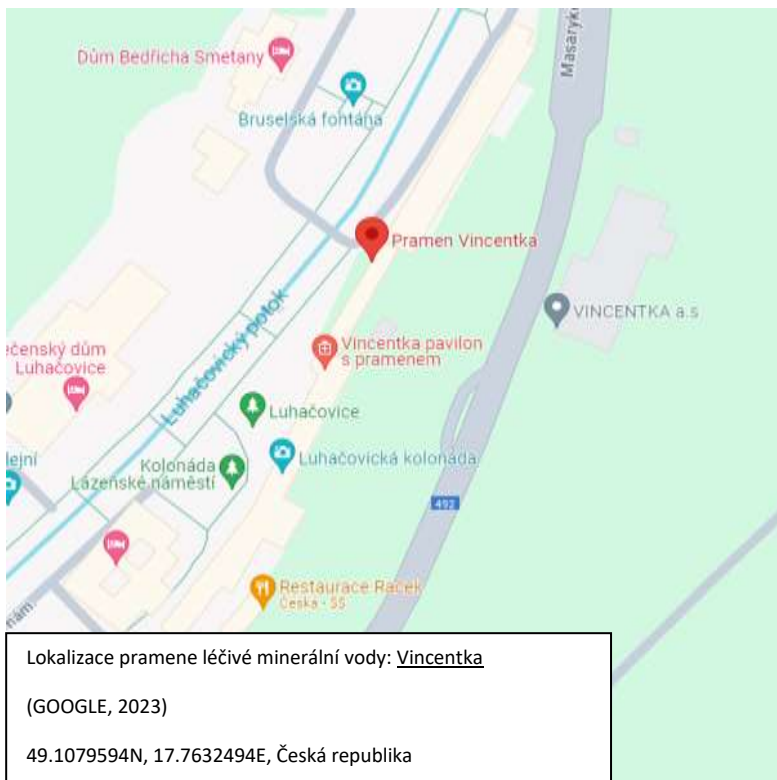 Dům Bedřicha Smetany
Masaryko
Bruselská fontána
Pramen Vincentka
VINCENTKA a.s
Luhačovický potok
Vincentka pavilon
s pramenem
ečenský dům
Luhačovice
Luhačovice
Luhačovická kolonáda
Kolonáda
Lázeňské náměstí
lejní
492
Restaurace Racek
Česká - $$
nám.
Lokalizace pramene léčivé minerální vody: Vincentka
(GOOGLE, 2023)
49.1079594N, 17.7632494E, Česká republika